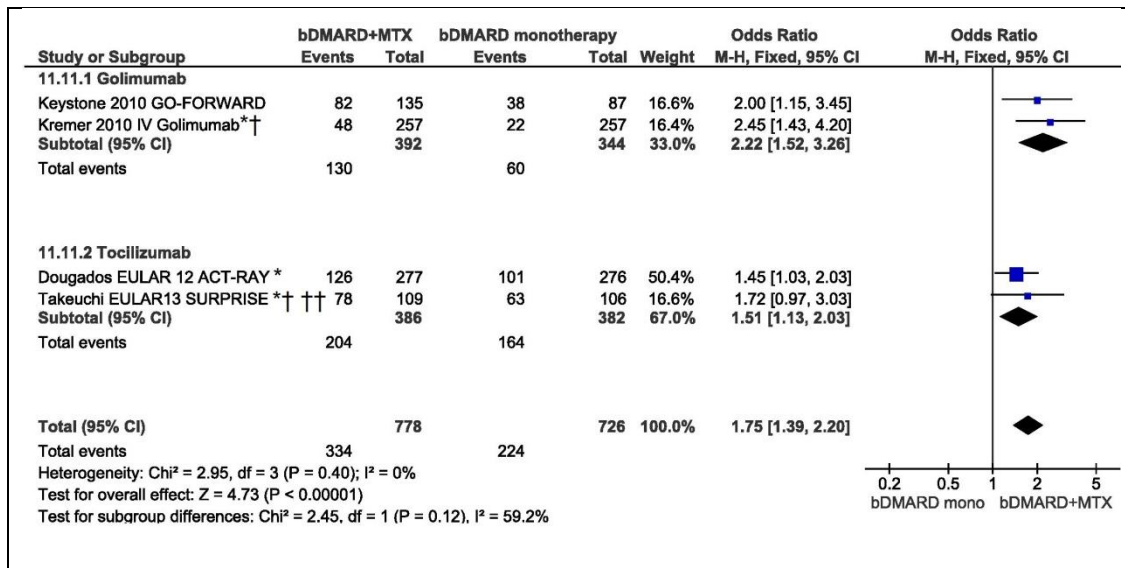 bDMARD+MTX bDMARD monotherapy Odds Ratio Odds Ratio
Study or Subgroup Events Total Events Total Weight M-H, Fixed, 95% CI M-H, Fixed, 95% CI
11.11.1 Golimumab
Keystone 2010 GO-FORWARD 82 135 38 87 16.6% 2.00 [1.15, 3.45]
Kremer 2010 IV Golimumab*† 48 257 22 257 16.4% 2.45 [1.43, 4.20]
Subtotal (95% CI) 392 344 33.0% 2.22 [1.52, 3.26]
Total events 130 60
11.11.2 Tocilizumab
Dougados EULAR 12 ACT-RAY * 126 277 101 276 50.4% 1.45 [1.03, 2.03]
Takeuchi EULAR13 SURPRISE *† †† 78 109 63 106 16.6% 1.72 [0.97, 3.03]
Subtotal (95% CI) 386 382 67.0% 1.51 [1.13, 2.03]
Total events 204 164
Total (95% CI) 778 726 100.0% 1.75 [1.39, 2.20]
Total events 334 224
Heterogeneity: Chi² = 2.95, df = 3 (P = 0.40); I² = 0%
Test for overall effect: Z = 4.73 (P < 0.00001)
Test for subgroup differences: Chi² = 2.45, df = 1 (P = 0.12), I² = 59.2%
0.2 0.5 1 2 5
bDMARD mono bDMARD+MTX